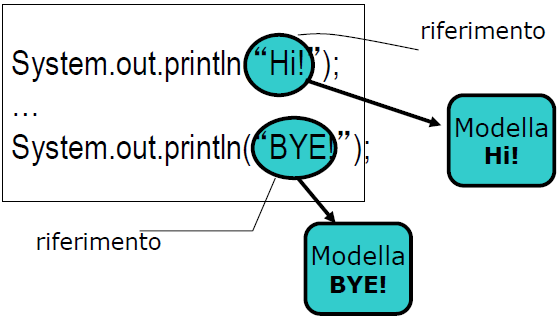 riferimento
System.out.println(“Hi!”);
…
System.out.println(“BYE!”);
Modella
Hi!
riferimento
Modella
BYE!